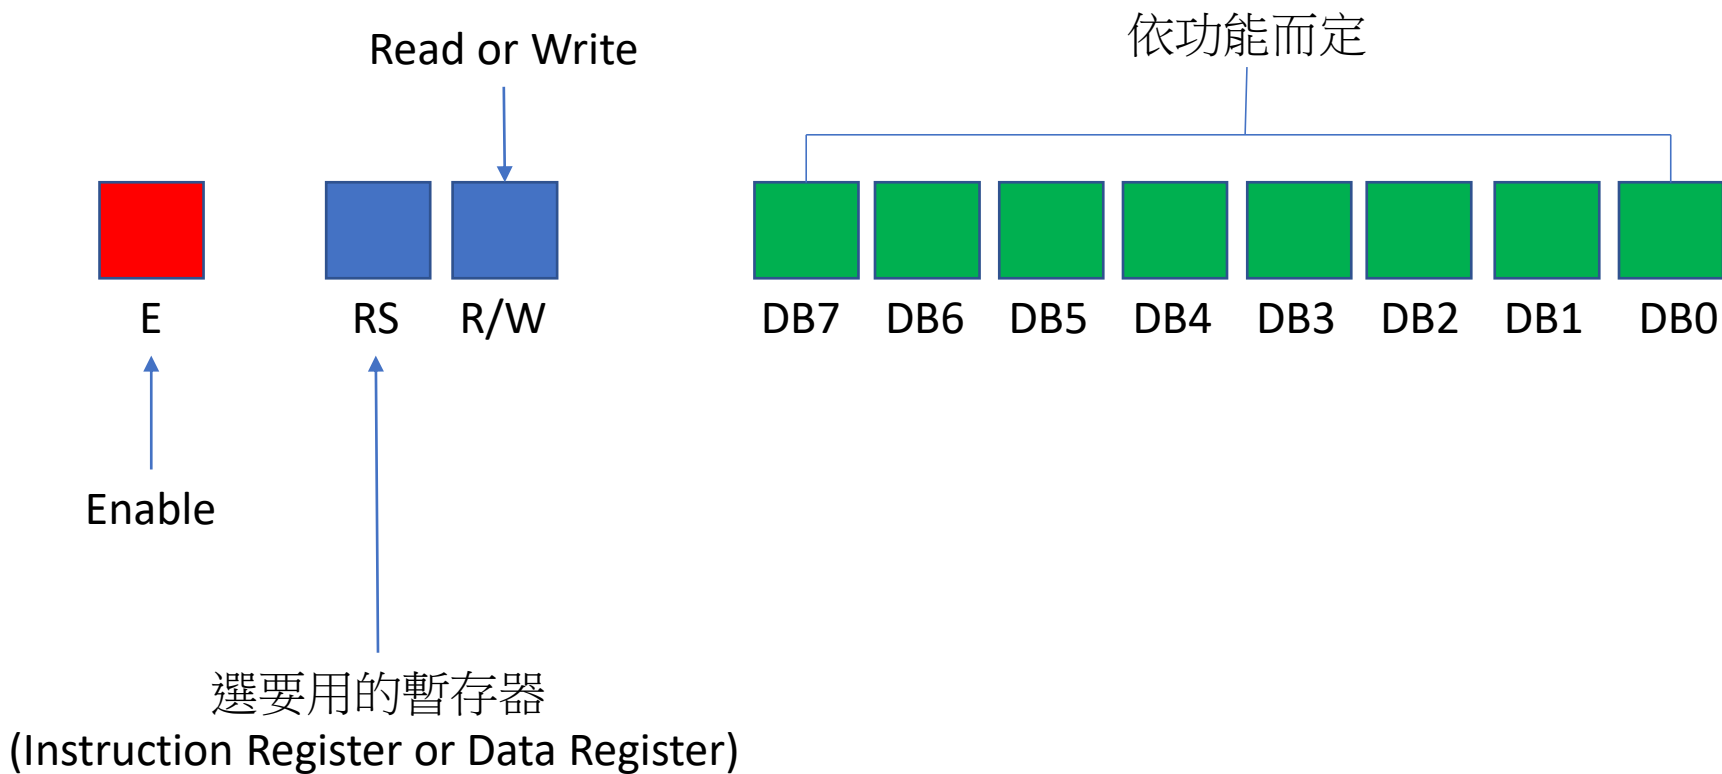 Read or Write
依功能而定
E
RS
R/W
DB7
DB6
DB5
DB4
DB3
DB2
DB1
DB0
Enable
選要用的暫存器
(Instruction Register or Data Register)